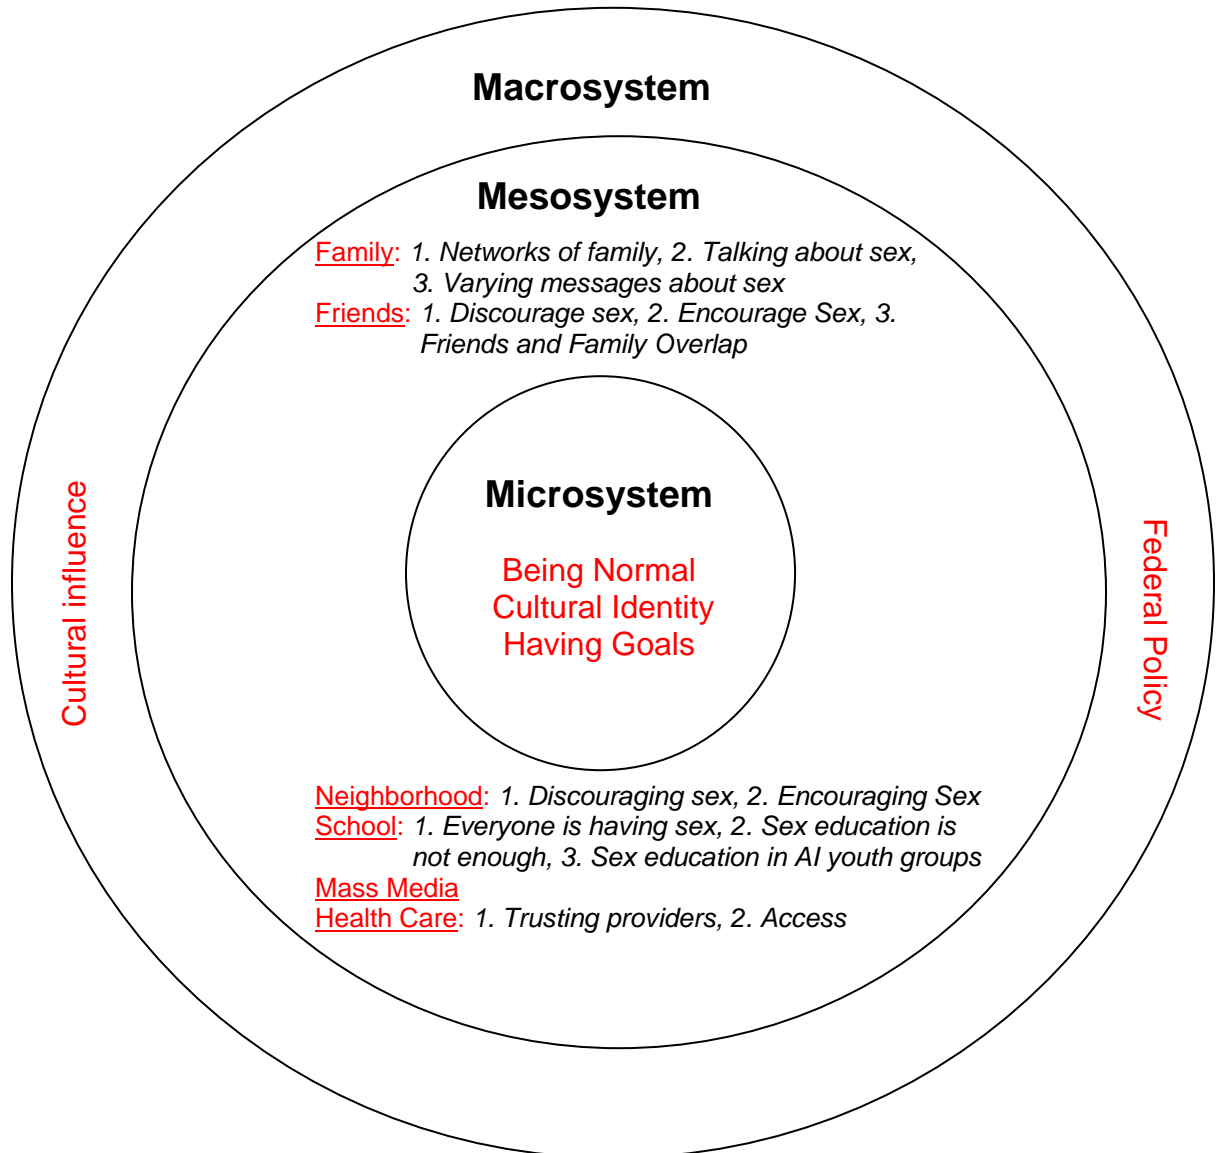 Macrosystem
Mesosystem
Family: 1. Networks of family, 2. Talking about sex,
3. Varying messages about sex
Friends: 1. Discourage sex, 2. Encourage Sex, 3.
Friends and Family Overlap
Microsystem
Being Normal
Cultural Identity
Having Goals
Cultural influence
Federal Policy
Neighborhood: 1. Discouraging sex, 2. Encouraging Sex
School: 1. Everyone is having sex, 2. Sex education is
not enough, 3. Sex education in AI youth groups
Mass Media
Health Care: 1. Trusting providers, 2. Access